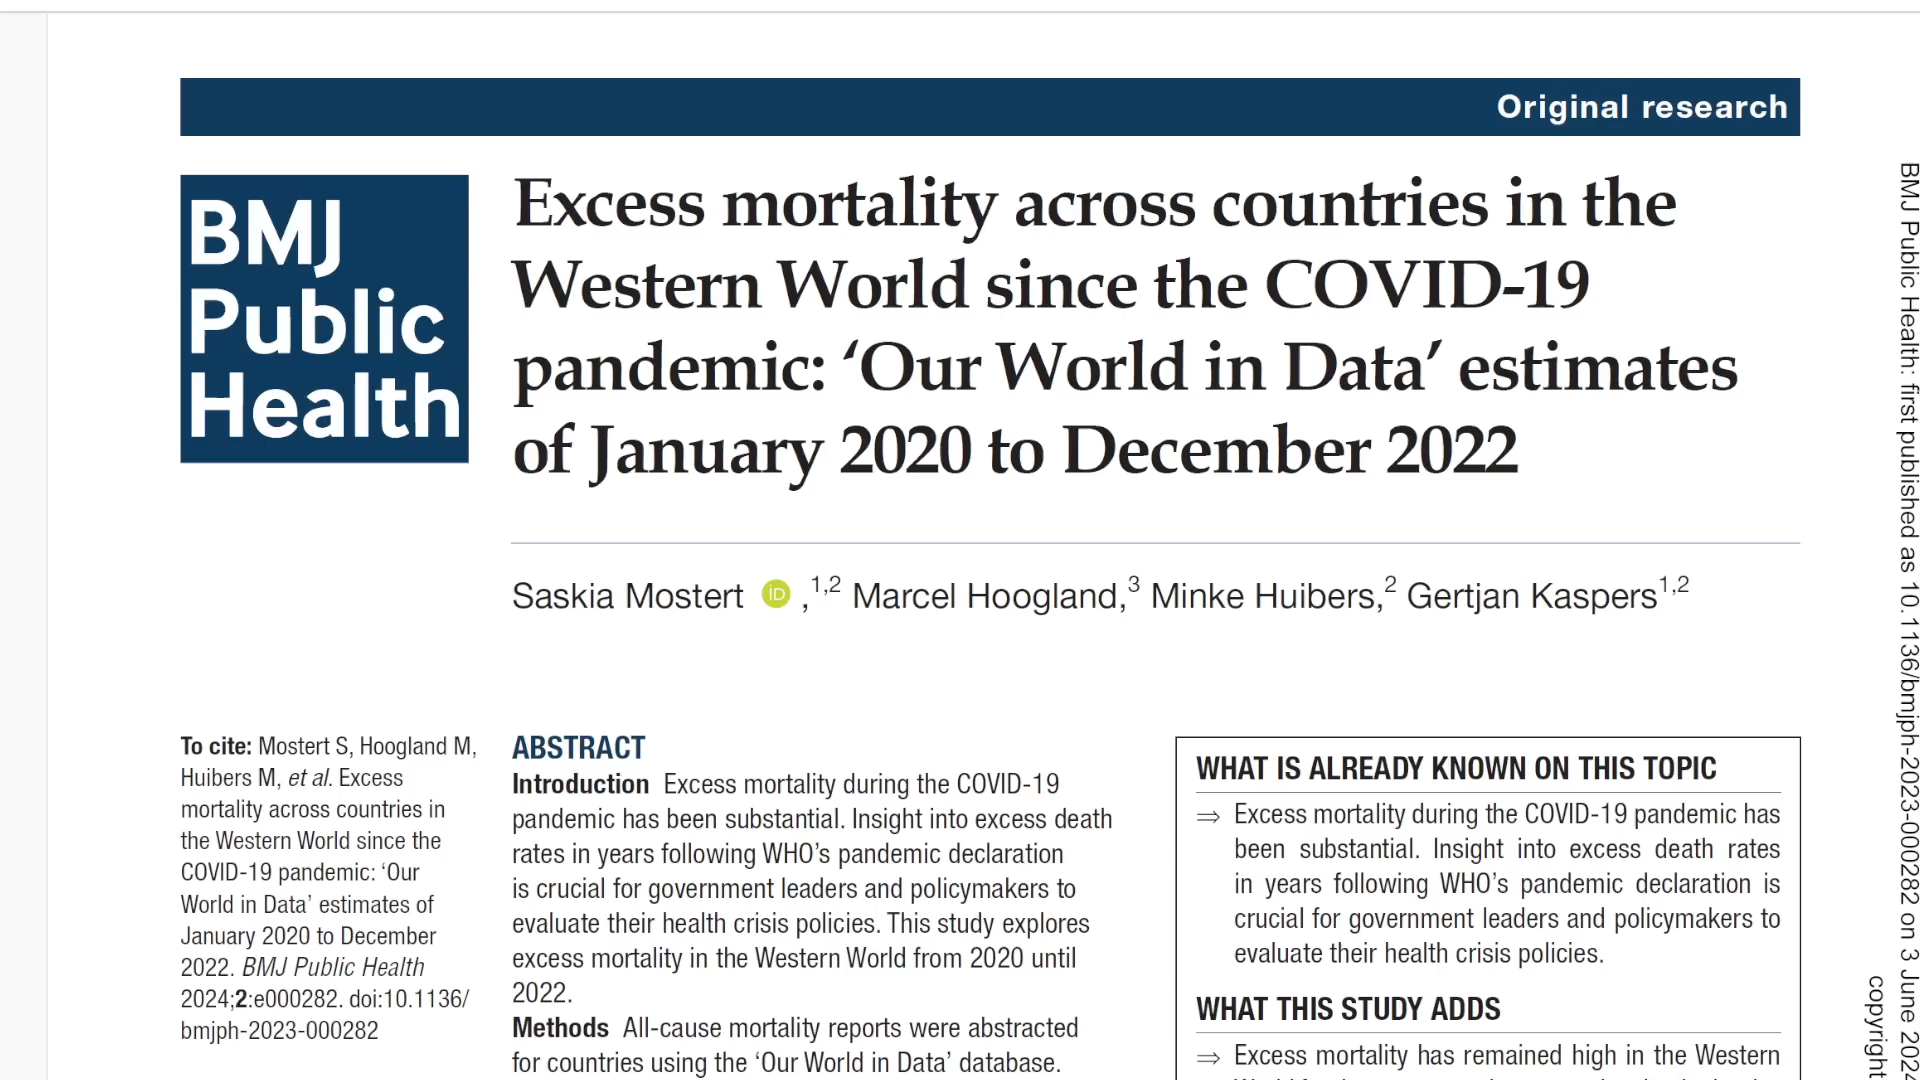 Original research
BMJ
Public
Health
Excess mortality across countries in the
Western World since the COVID-19
pandemic: ‘Our World in Data’ estimates
of January 2020 to December 2022
Saskia Mostert iD ,1,2 Marcel Hoogland,3 Minke Huibers,2 Gertjan Kaspers1,2
To cite: Mostert S, Hoogland M,
Huibers M, et al. Excess
mortality across countries in
the Western World since the
COVID-19 pandemic: ‘Our
World in Data’ estimates of
January 2020 to December
2022. BMJ Public Health
2024;2:e000282. doi:10.1136/
bmjph-2023-000282
ABSTRACT
Introduction Excess mortality during the COVID-19
pandemic has been substantial. Insight into excess death
rates in years following WHO’s pandemic declaration
is crucial for government leaders and policymakers to
evaluate their health crisis policies. This study explores
excess mortality in the Western World from 2020 until
2022.
Methods All-cause mortality reports were abstracted
for countries using the ‘Our World in Data’ database.
WHAT IS ALREADY KNOWN ON THIS TOPIC
⇒ Excess mortality during the COVID-19 pandemic has
been substantial. Insight into excess death rates
in years following WHO’s pandemic declaration is
crucial for government leaders and policymakers to
evaluate their health crisis policies.
WHAT THIS STUDY ADDS
⇒ Excess mortality has remained high in the Western
BMJ Public Health: first published as 10.1136/bmjph-2023-000282 on 3 June 2024
copyright